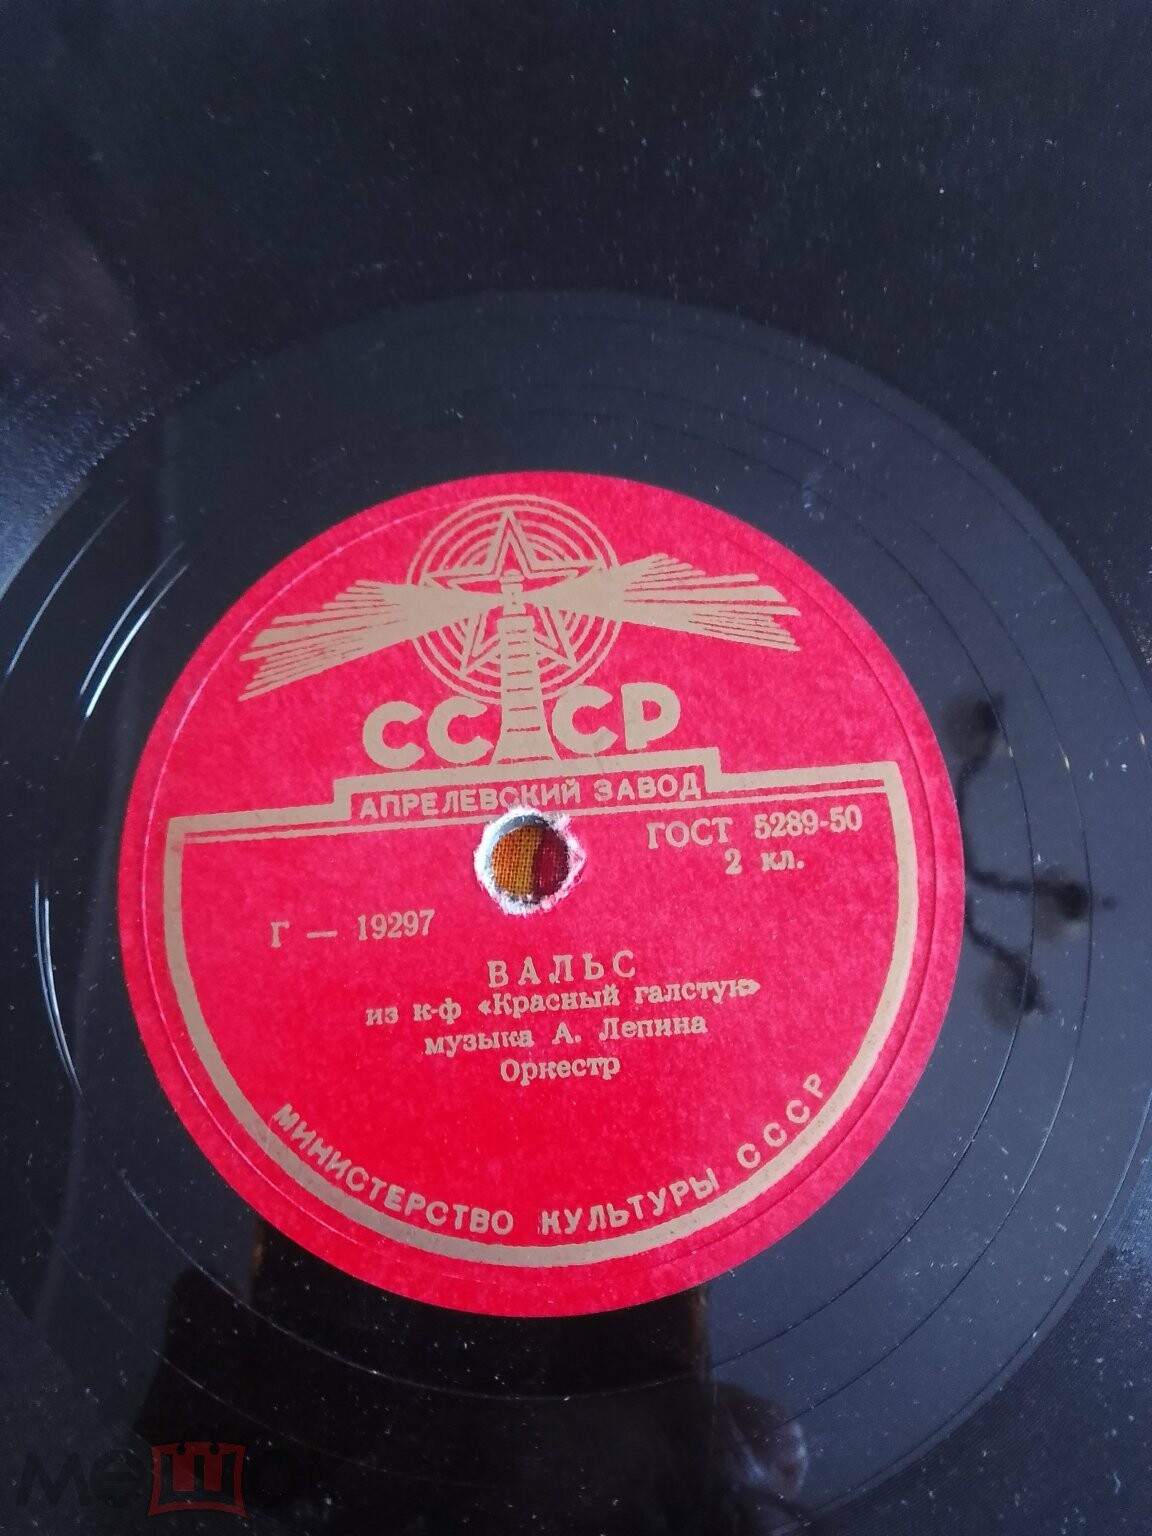 СССР
АПРЕЛЕВСКИЙ ЗАВОД
ГОСТ 5289-50
2 кл.
Г — 19297
ВАЛЬС
из к-ф «Красный галстук»
музыка А. Лепина
Оркестр
МИНИСТЕРСТВО КУЛЬТУРЫ СССР
мешок